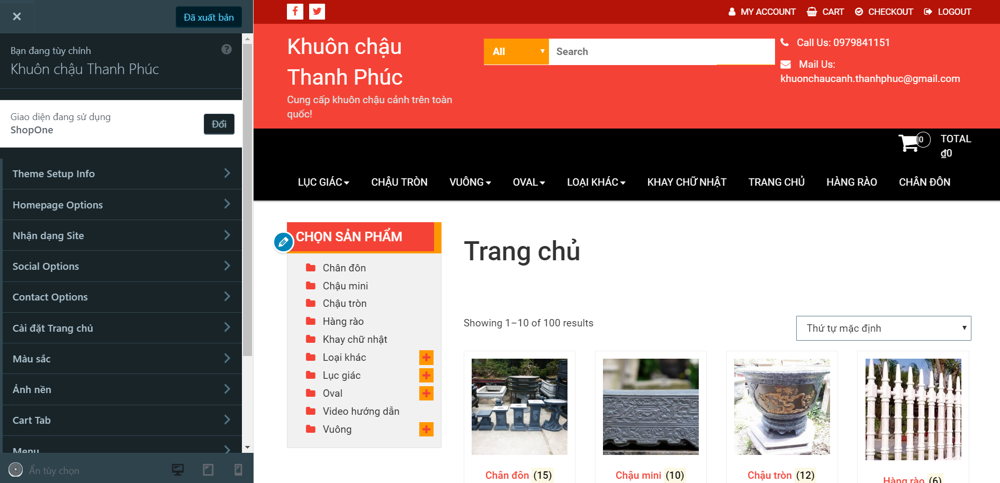 Đã xuất bản
Bạn đang tùy chỉnh
Khuôn chậu Thanh Phúc
Giao diện đang sử dụng
ShopOne
Đổi
Theme Setup Info
Homepage Options
Nhận dạng Site
Social Options
Contact Options
Cài đặt Trang chủ
Màu sắc
Ảnh nền
Cart Tab
Menu
Ẩn tùy chọn
MY ACCOUNT
CART
CHECKOUT
LOGOUT
Khuôn chậu
Thanh Phúc
Cung cấp khuôn chậu cảnh trên toàn
quốc!
All
Search
Call Us: 0979841151
Mail Us:
khuonchaucanh.thanhphuc@gmail.com
0
TOTAL
₫0
LỤC GIÁC
CHẬU TRÒN
VUÔNG
OVAL
LOẠI KHÁC
KHAY CHỮ NHẬT
TRANG CHỦ
HÀNG RÀO
CHÂN ĐÔN
CHỌN SẢN PHẨM
Chân đôn
Chậu mini
Chậu tròn
Hàng rào
Khay chữ nhật
Loại khác
Lục giác
Oval
Video hướng dẫn
Vuông
Trang chủ
Showing 1–10 of 100 results
Thứ tự mặc định
Chân đôn (15)
Chậu mini (10)
Chậu tròn (12)
Hàng rào (6)